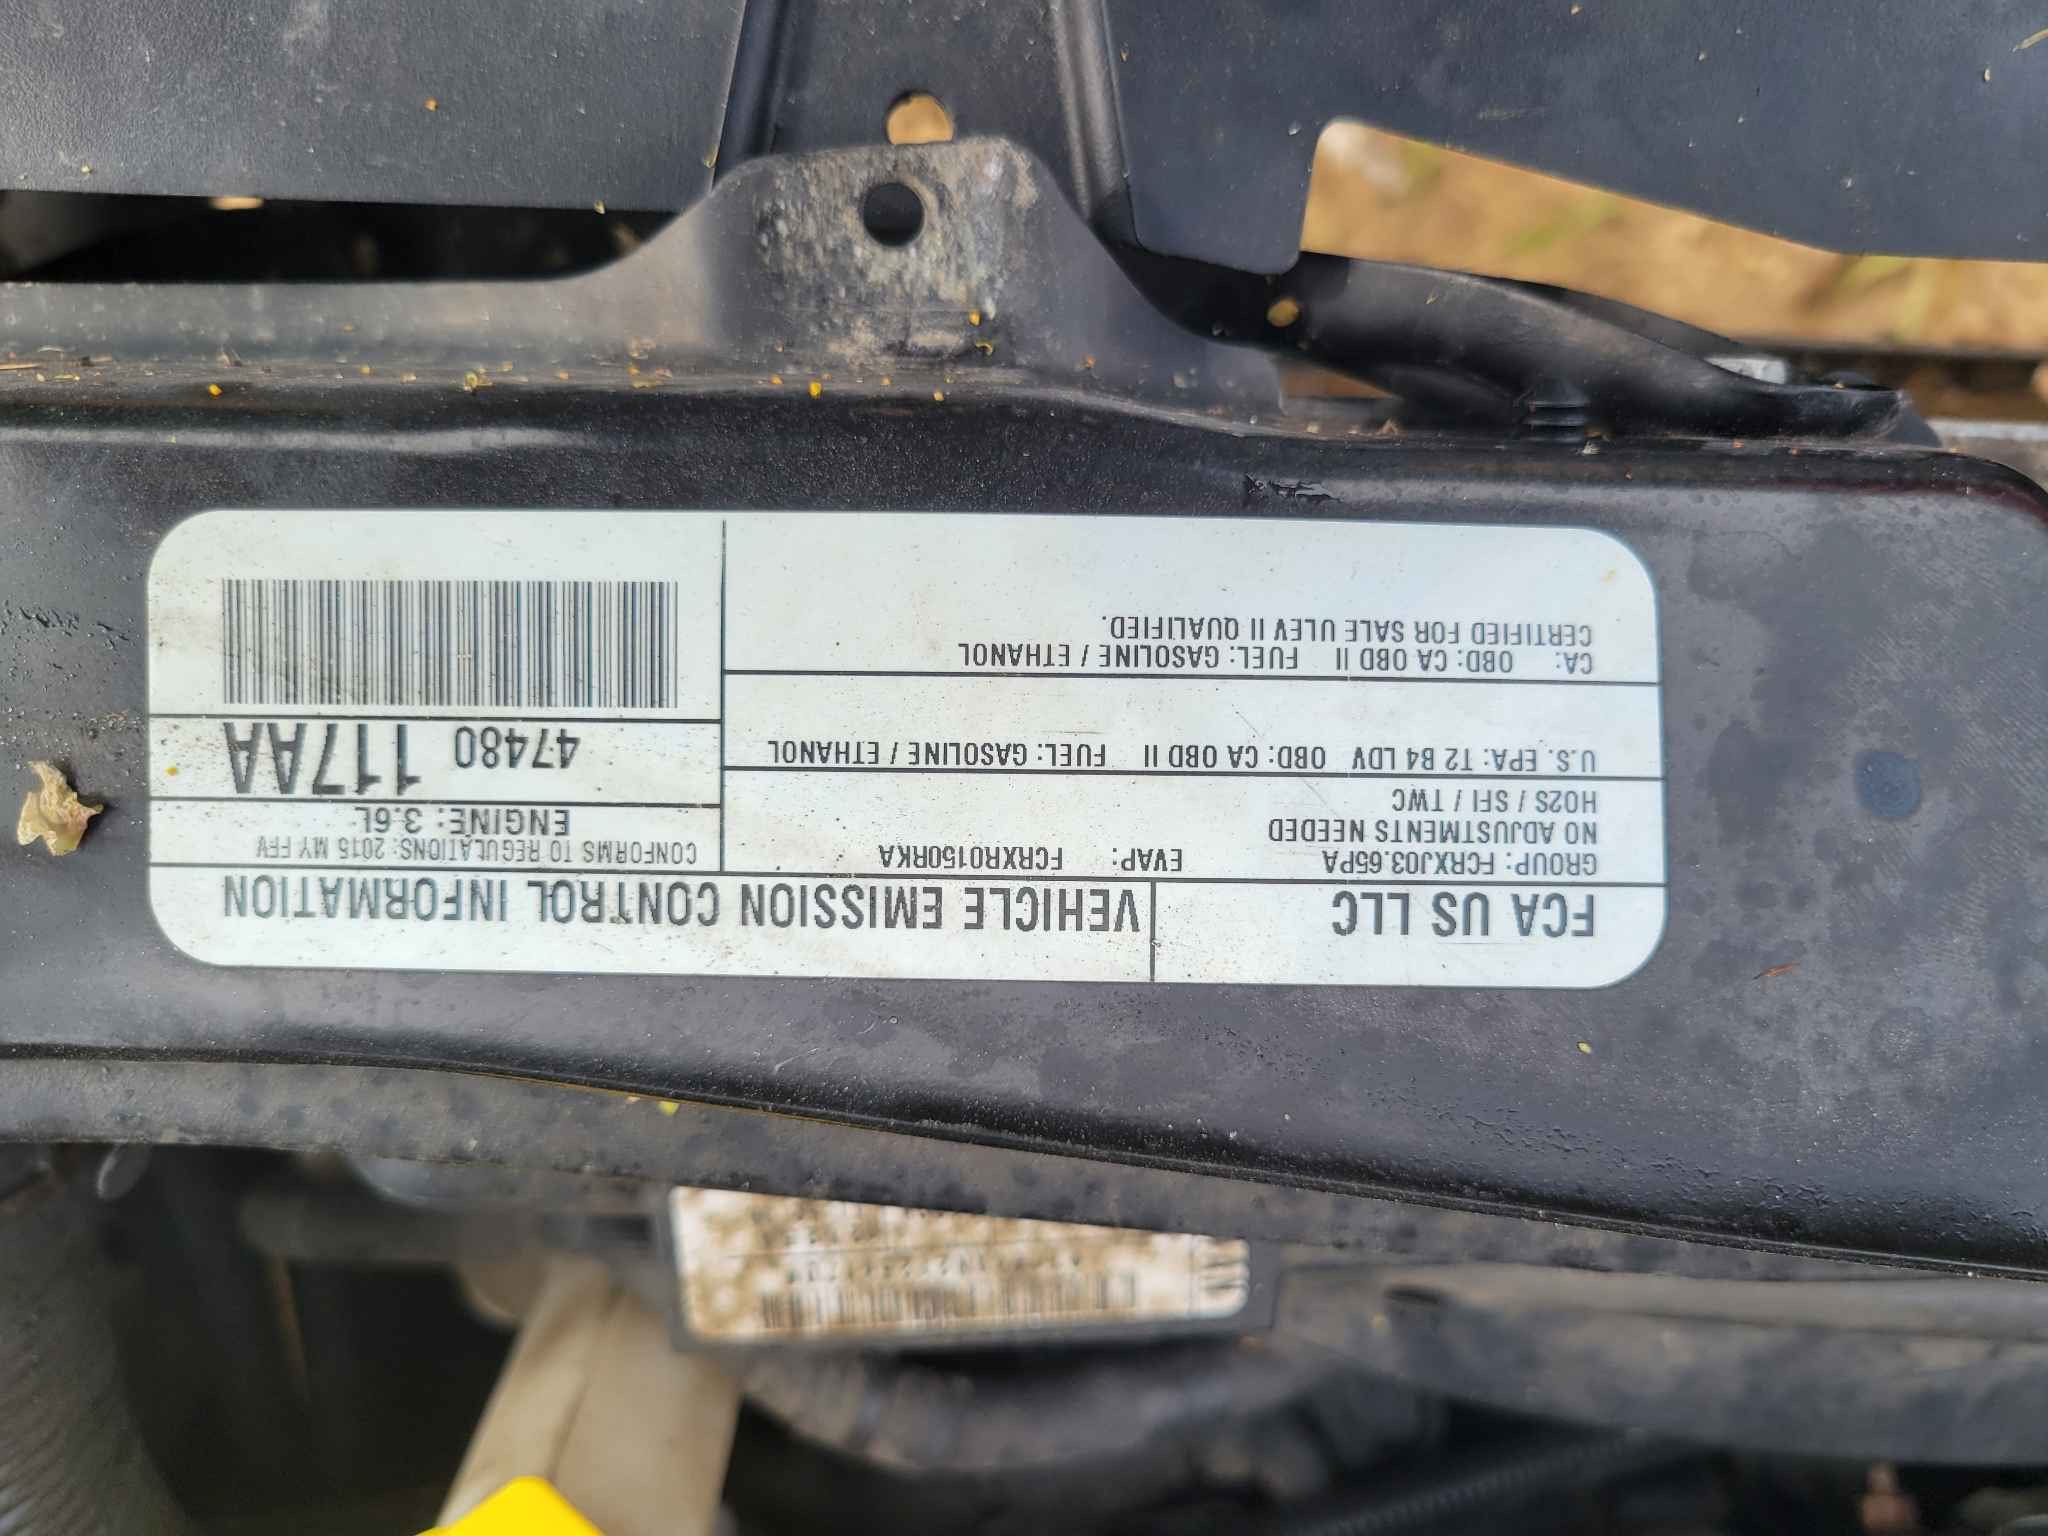 FCA US LLC
VEHICLE EMISSION CONTROL INFORMATION
GROUP: FCRXJ03.65PA EVAP: FCRXR0150RKA
NO ADJUSTMENTS NEEDED
HO2S / SFI / TWC
CONFORMS TO REGULATIONS: 2015 MY FFV
ENGINE: 3.6L
U.S. EPA: T2 B4 LDV OBD: CA OBD II FUEL: GASOLINE / ETHANOL
47480 117AA
CA: OBD: CA OBD II FUEL: GASOLINE / ETHANOL
CERTIFIED FOR SALE ULEV II QUALIFIED.